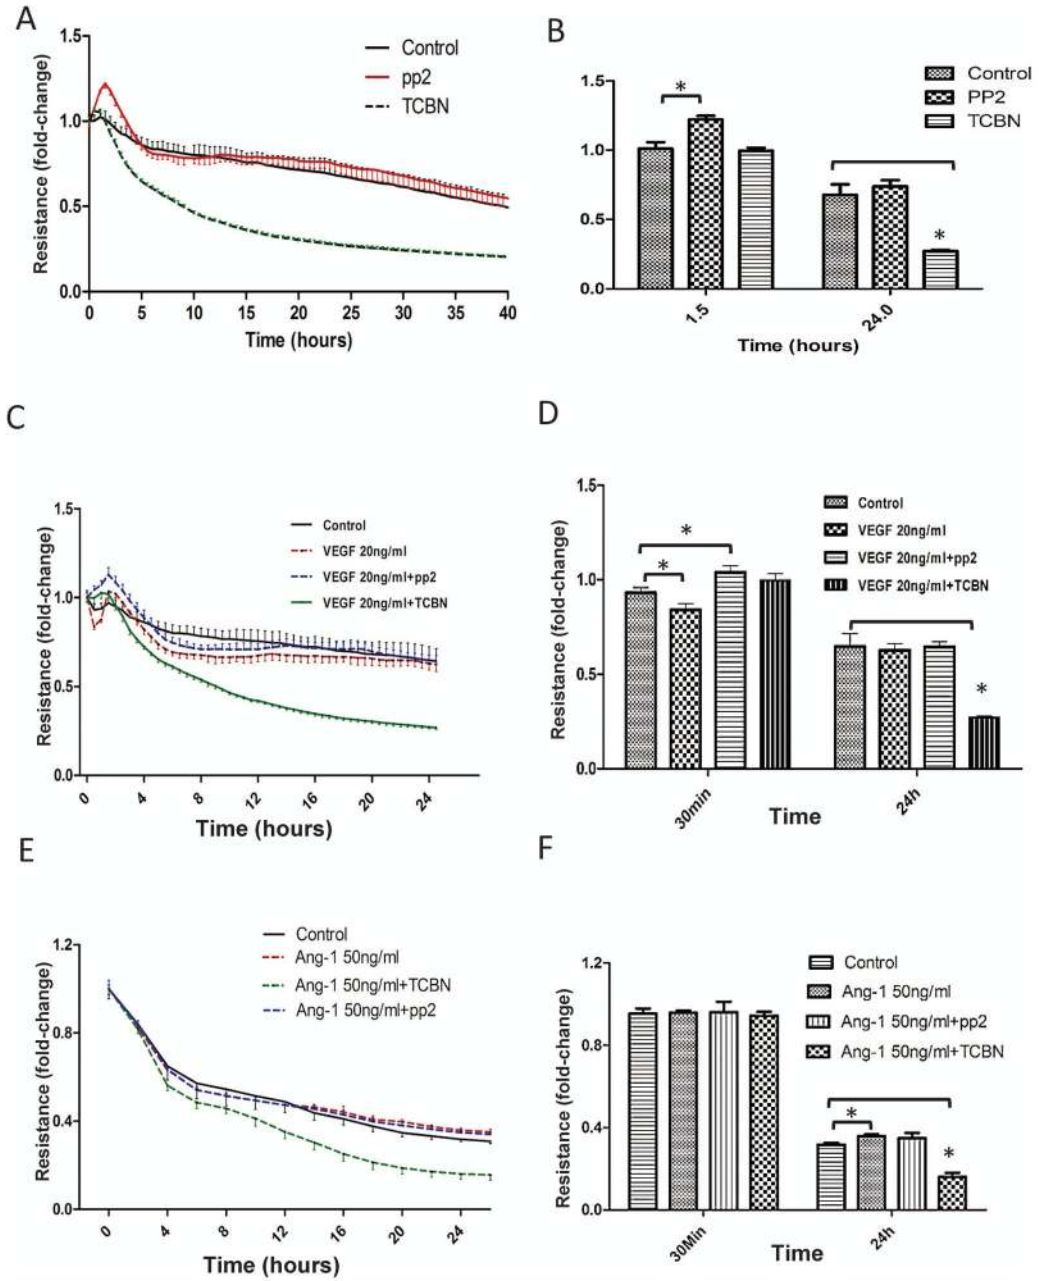 A
Resistance (fold-change)
1.5
1.0
0.5
0.0
0 5 10 15 20 25 30 35 40
Time (hours)
Control
pp2
TCBN
B
1.5
1.0
0.5
0.0
*
*
1.5 24.0
Time (hours)
Control
PP2
TCBN
C
Resistance (fold-change)
1.5
1.0
0.5
0.0
0 4 8 12 16 20 24
Time (hours)
Control
VEGF 20ng/ml
VEGF 20ng/ml+pp2
VEGF 20ng/ml+TCBN
D
Resistance (fold-change)
1.5
1.0
0.5
0.0
*
*
*
30min 24h
Time
Control
VEGF 20ng/ml
VEGF 20ng/ml+pp2
VEGF 20ng/ml+TCBN
E
Resistance (fold-change)
1.2
0.8
0.4
0.0
0 4 8 12 16 20 24
Time (hours)
Control
Ang-1 50ng/ml
Ang-1 50ng/ml+TCBN
Ang-1 50ng/ml+pp2
F
Resistance (fold-change)
1.2
0.8
0.4
0.0
*
*
30Min 24h
Time
Control
Ang-1 50ng/ml
Ang-1 50ng/ml+pp2
Ang-1 50ng/ml+TCBN